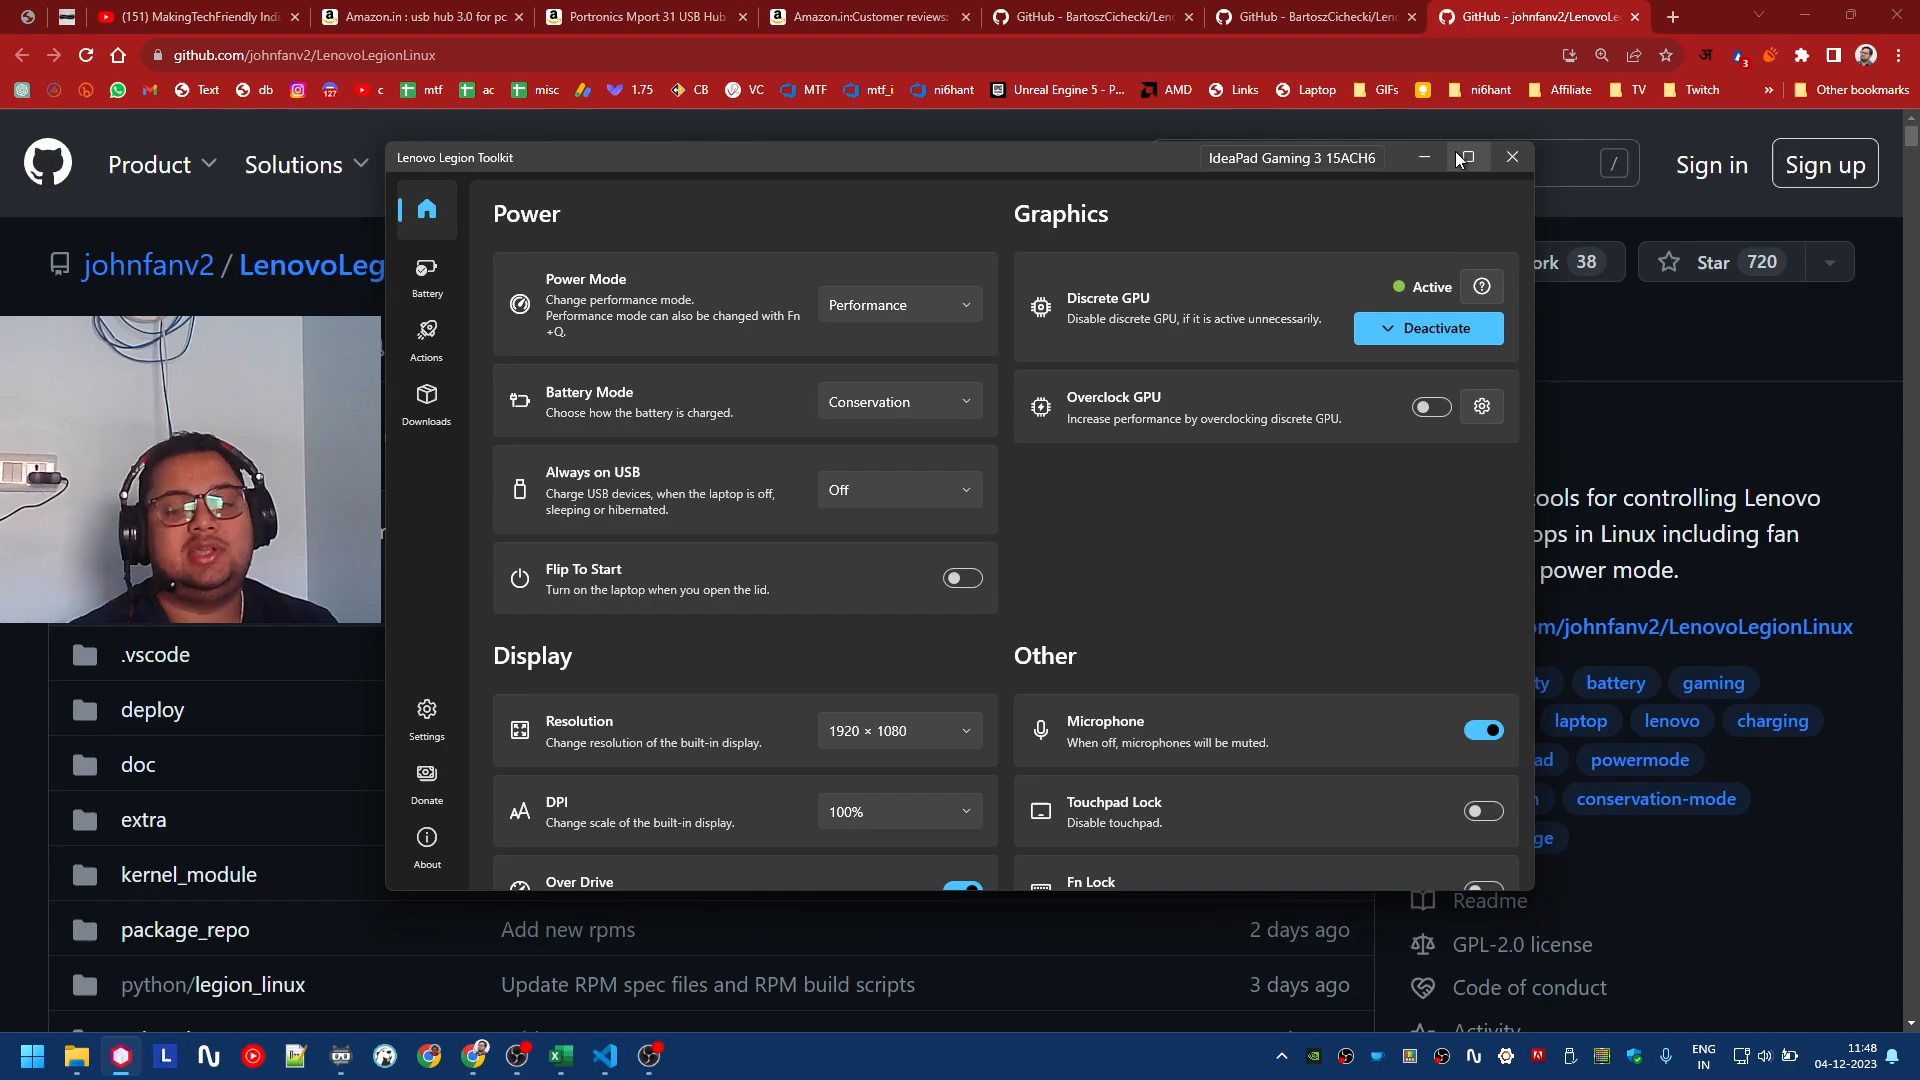 (151) MakingTechFriendly Indi
Amazon.in : usb hub 3.0 for pc
Portronics Mport 31 USB Hub
Amazon.in:Customer reviews:
GitHub - BartoszCichecki/Len
GitHub - BartoszCichecki/Len
GitHub - johnfanv2/LenovoLe
github.com/johnfanv2/LenovoLegionLinux
अ
3
Text
db
127
c
mtf
ac
misc
1.75
CB
VC
MTF
mtf_i
ni6hant
Unreal Engine 5 - P...
AMD
Links
Laptop
GIFs
ni6hant
Affiliate
TV
Twitch
»
Other bookmarks
Product
Solutions
/
Sign in
Sign up
johnfanv2 / LenovoLeg
ork 38
Star 720
Lenovo Legion Toolkit
IdeaPad Gaming 3 15ACH6
Battery
Actions
Downloads
Settings
Donate
About
Power
Power Mode
Change performance mode.
Performance mode can also be changed with Fn
+Q.
Performance
Battery Mode
Choose how the battery is charged.
Conservation
Always on USB
Charge USB devices, when the laptop is off,
sleeping or hibernated.
Off
Flip To Start
Turn on the laptop when you open the lid.
Graphics
Discrete GPU
Disable discrete GPU, if it is active unnecessarily.
Active
Deactivate
Overclock GPU
Increase performance by overclocking discrete GPU.
Display
Resolution
Change resolution of the built-in display.
1920 × 1080
DPI
Change scale of the built-in display.
100%
Over Drive
Other
Microphone
When off, microphones will be muted.
Touchpad Lock
Disable touchpad.
Fn Lock
ools for controlling Lenovo
ops in Linux including fan
power mode.
om/johnfanv2/LenovoLegionLinux
ty
battery
gaming
laptop
lenovo
charging
ad
powermode
conservation-mode
ge
Readme
GPL-2.0 license
Code of conduct
Activity
.vscode
deploy
doc
extra
kernel_module
package_repo
Add new rpms
2 days ago
python/legion_linux
Update RPM spec files and RPM build scripts
3 days ago
L
ENG
IN
11:48
04-12-2023